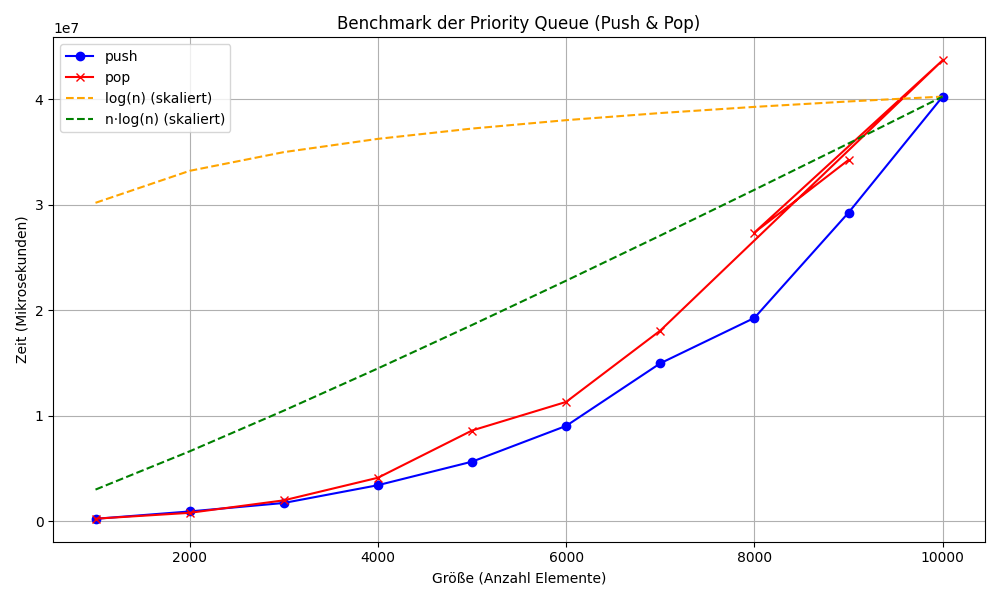 Benchmark der Priority Queue (Push & Pop)
1e7
push
pop
log(n) (skaliert)
n·log(n) (skaliert)
Zeit (Mikrosekunden)
4
3
2
1
0
2000
4000
6000
8000
10000
Größe (Anzahl Elemente)